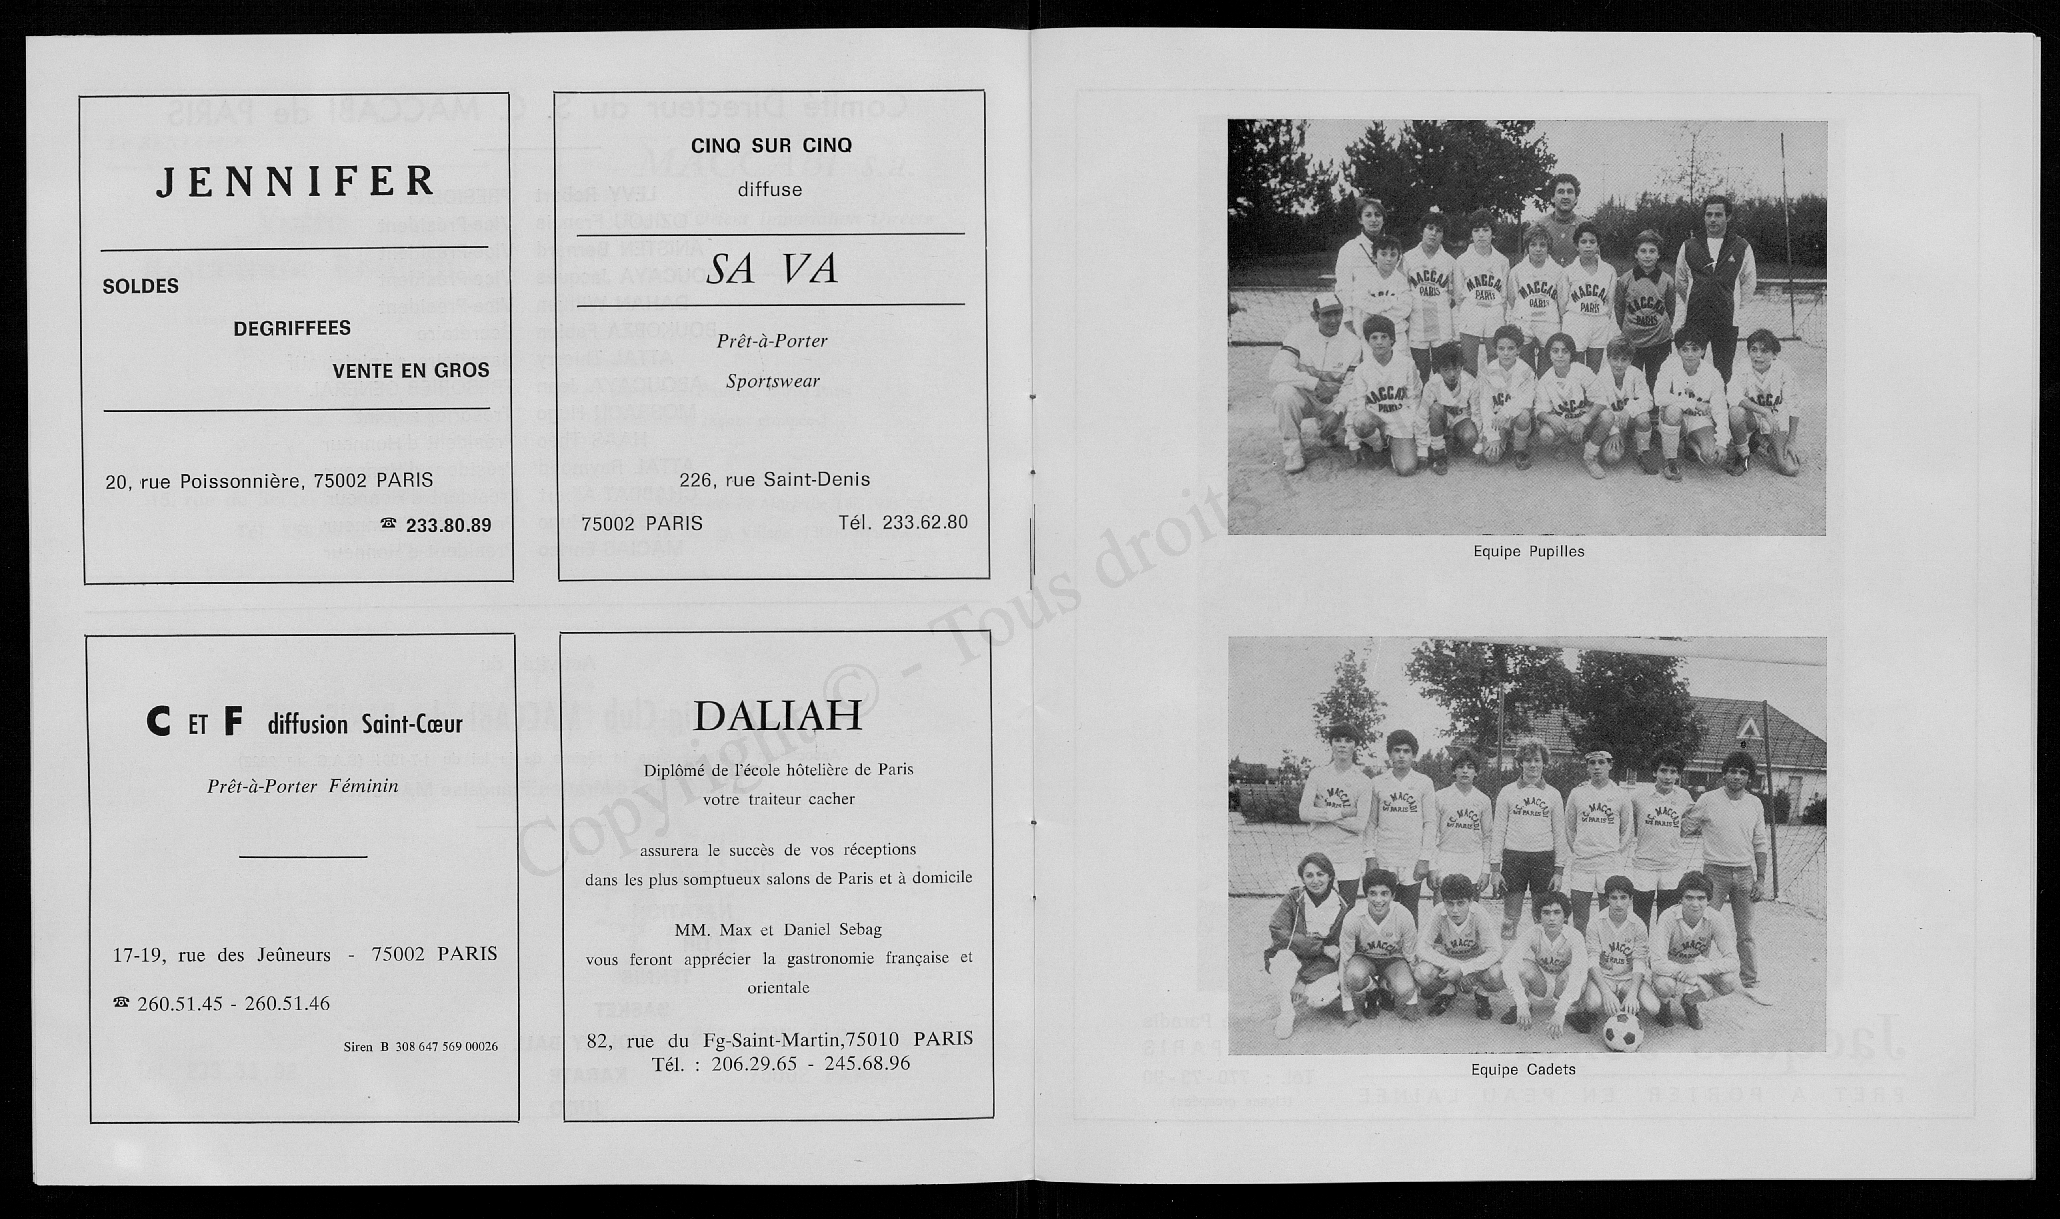 JENNIFER
SOLDES
DEGRIFFEES
VENTE EN GROS
20, rue Poissonnière, 75002 PARIS
☎ 233.80.89
CINQ SUR CINQ
diffuse
SA VA
Prêt-à-Porter
Sportswear
226, rue Saint-Denis
75002 PARIS Tél. 233.62.80
C ET F diffusion Saint-Cœur
Prêt-à-Porter Féminin
17-19, rue des Jeûneurs - 75002 PARIS
☎ 260.51.45 - 260.51.46
Siren B 308 647 569 00026
DALIAH
Diplômé de l'école hôtelière de Paris
votre traiteur cacher
assurera le succès de vos réceptions
dans les plus somptueux salons de Paris et à domicile
MM. Max et Daniel Sebag
vous feront apprécier la gastronomie française et
orientale
82, rue du Fg-Saint-Martin,75010 PARIS
Tél. : 206.29.65 - 245.68.96
Copyright © - Tous droits
MACCABI
PARIS
Equipe Pupilles
MACCABI
PARIS
Equipe Cadets